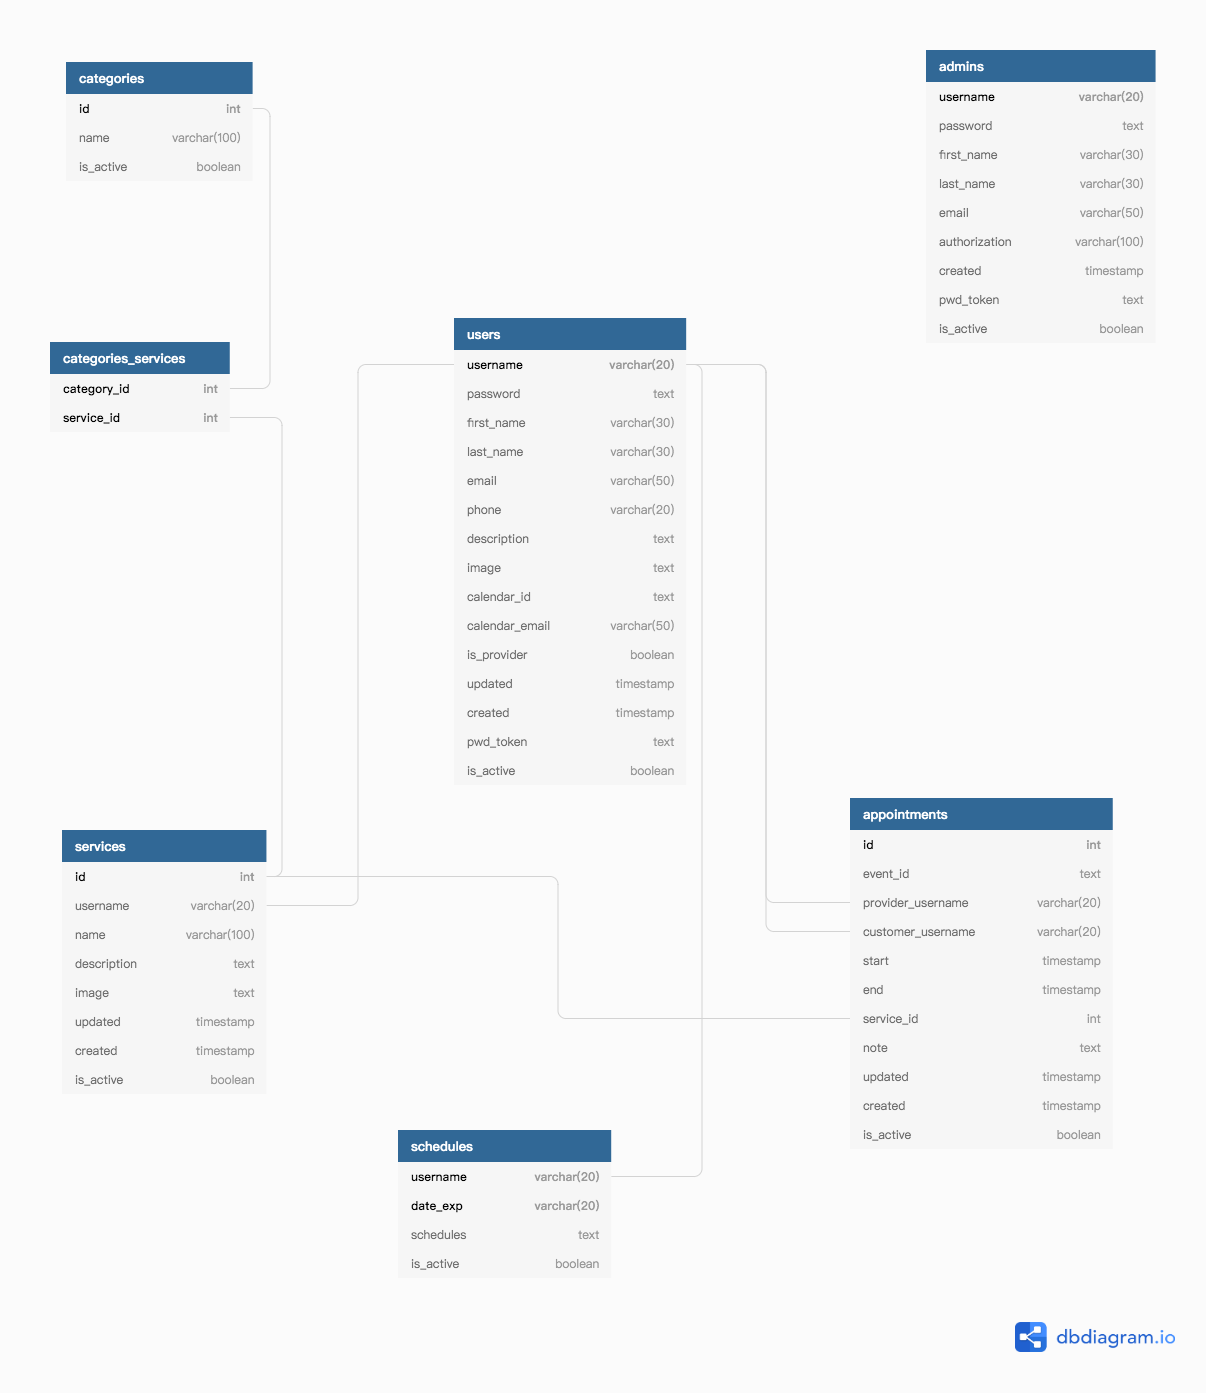 categories
id int
name varchar(100)
is_active boolean
admins
username varchar(20)
password text
first_name varchar(30)
last_name varchar(30)
email varchar(50)
authorization varchar(100)
created timestamp
pwd_token text
is_active boolean
categories_services
category_id int
service_id int
users
username varchar(20)
password text
first_name varchar(30)
last_name varchar(30)
email varchar(50)
phone varchar(20)
description text
image text
calendar_id text
calendar_email varchar(50)
is_provider boolean
updated timestamp
created timestamp
pwd_token text
is_active boolean
services
id int
username varchar(20)
name varchar(100)
description text
image text
updated timestamp
created timestamp
is_active boolean
appointments
id int
event_id text
provider_username varchar(20)
customer_username varchar(20)
start timestamp
end timestamp
service_id int
note text
updated timestamp
created timestamp
is_active boolean
schedules
username varchar(20)
date_exp varchar(20)
schedules text
is_active boolean
dbdiagram.io